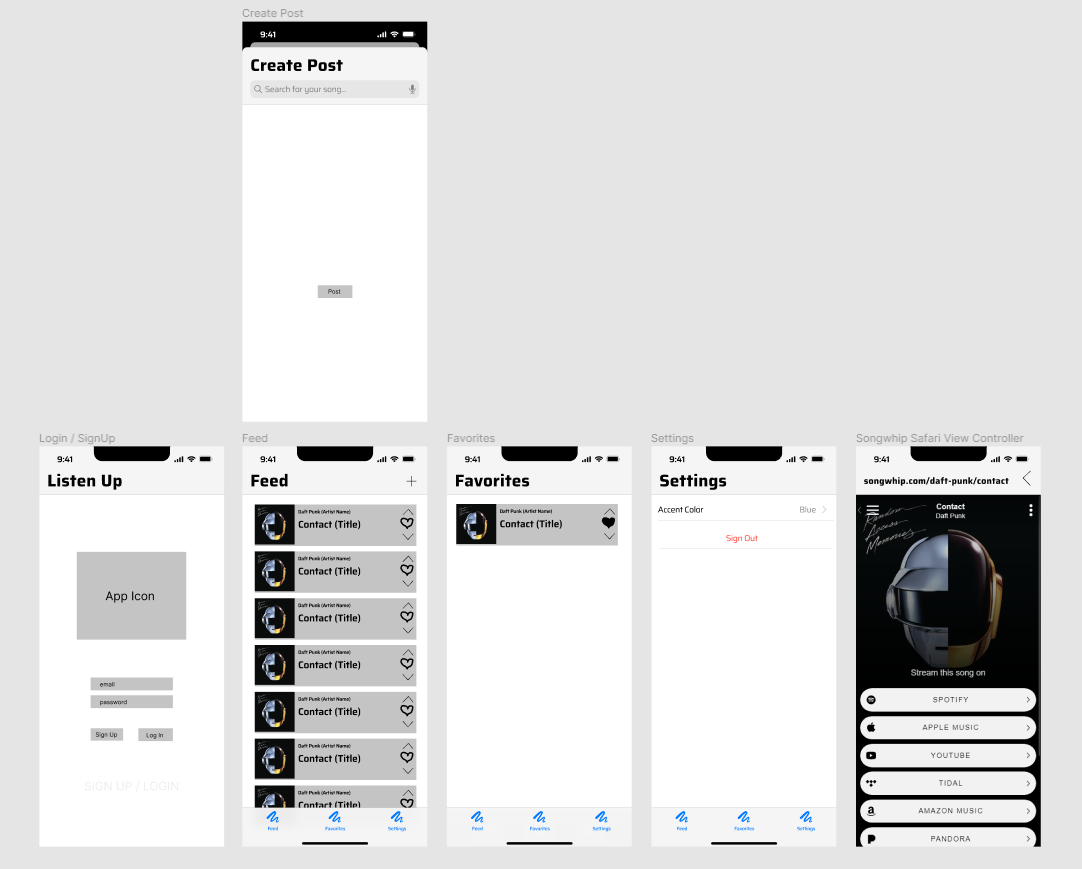 Create Post
9:41
Create Post
Search for your song...
Post
Login / SignUp
9:41
Listen Up
App Icon
email
password
Sign Up
Log In
SIGN UP / LOGIN
Feed
9:41
Feed
Daft Punk (Artist Name)
Contact (Title)
Daft Punk (Artist Name)
Contact (Title)
Daft Punk (Artist Name)
Contact (Title)
Daft Punk (Artist Name)
Contact (Title)
Daft Punk (Artist Name)
Contact (Title)
Daft Punk (Artist Name)
Contact (Title)
Daft Punk (Artist Name)
Contact (Title)
Feed
Favorites
Settings
Favorites
9:41
Favorites
Daft Punk (Artist Name)
Contact (Title)
Feed
Favorites
Settings
Settings
9:41
Settings
Accent Color
Blue
Sign Out
Feed
Favorites
Settings
Songwhip Safari View Controller
9:41
songwhip.com/daft-punk/contact
Contact
Daft Punk
Random
Access
Memories
Stream this song on
SPOTIFY
APPLE MUSIC
YOUTUBE
TIDAL
AMAZON MUSIC
PANDORA